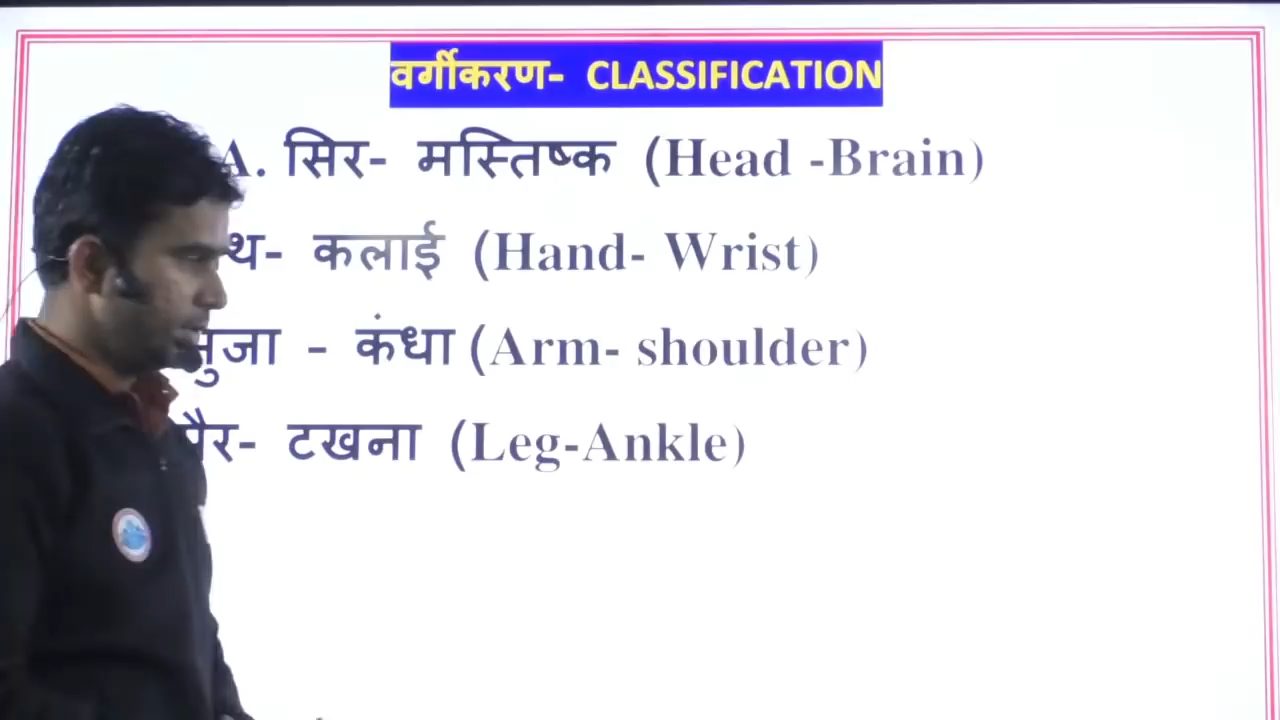 वर्गीकरण- CLASSIFICATION
A. सिर- मस्तिष्क (Head -Brain)
कलाई (Hand- Wrist)
- कंधा (Arm- shoulder)
टखना (Leg-Ankle)